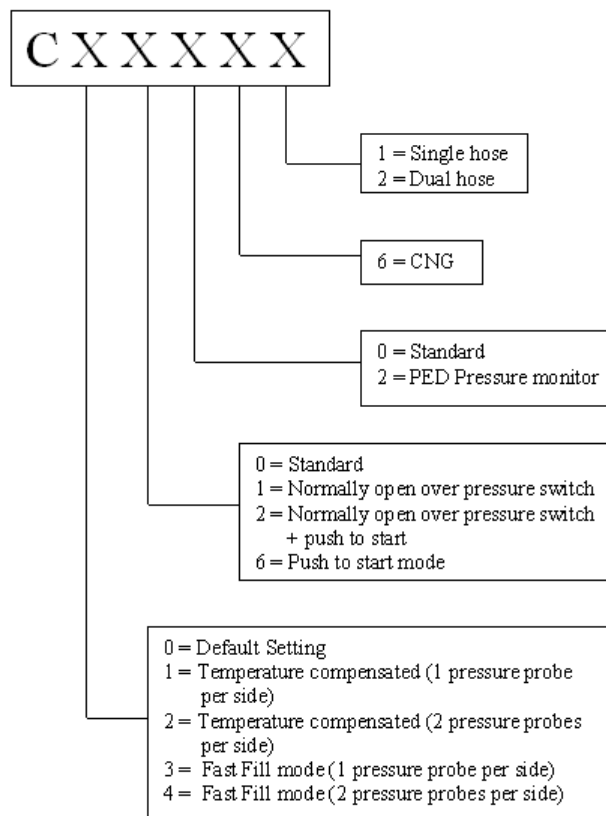 C X X X X X
1 = Single hose
2 = Dual hose
6 = CNG
0 = Standard
2 = PED Pressure monitor
0 = Standard
1 = Normally open over pressure switch
2 = Normally open over pressure switch
+ push to start
6 = Push to start mode
0 = Default Setting
1 = Temperature compensated (1 pressure probe
per side)
2 = Temperature compensated (2 pressure probes
per side)
3 = Fast Fill mode (1 pressure probe per side)
4 = Fast Fill mode (2 pressure probes per side)